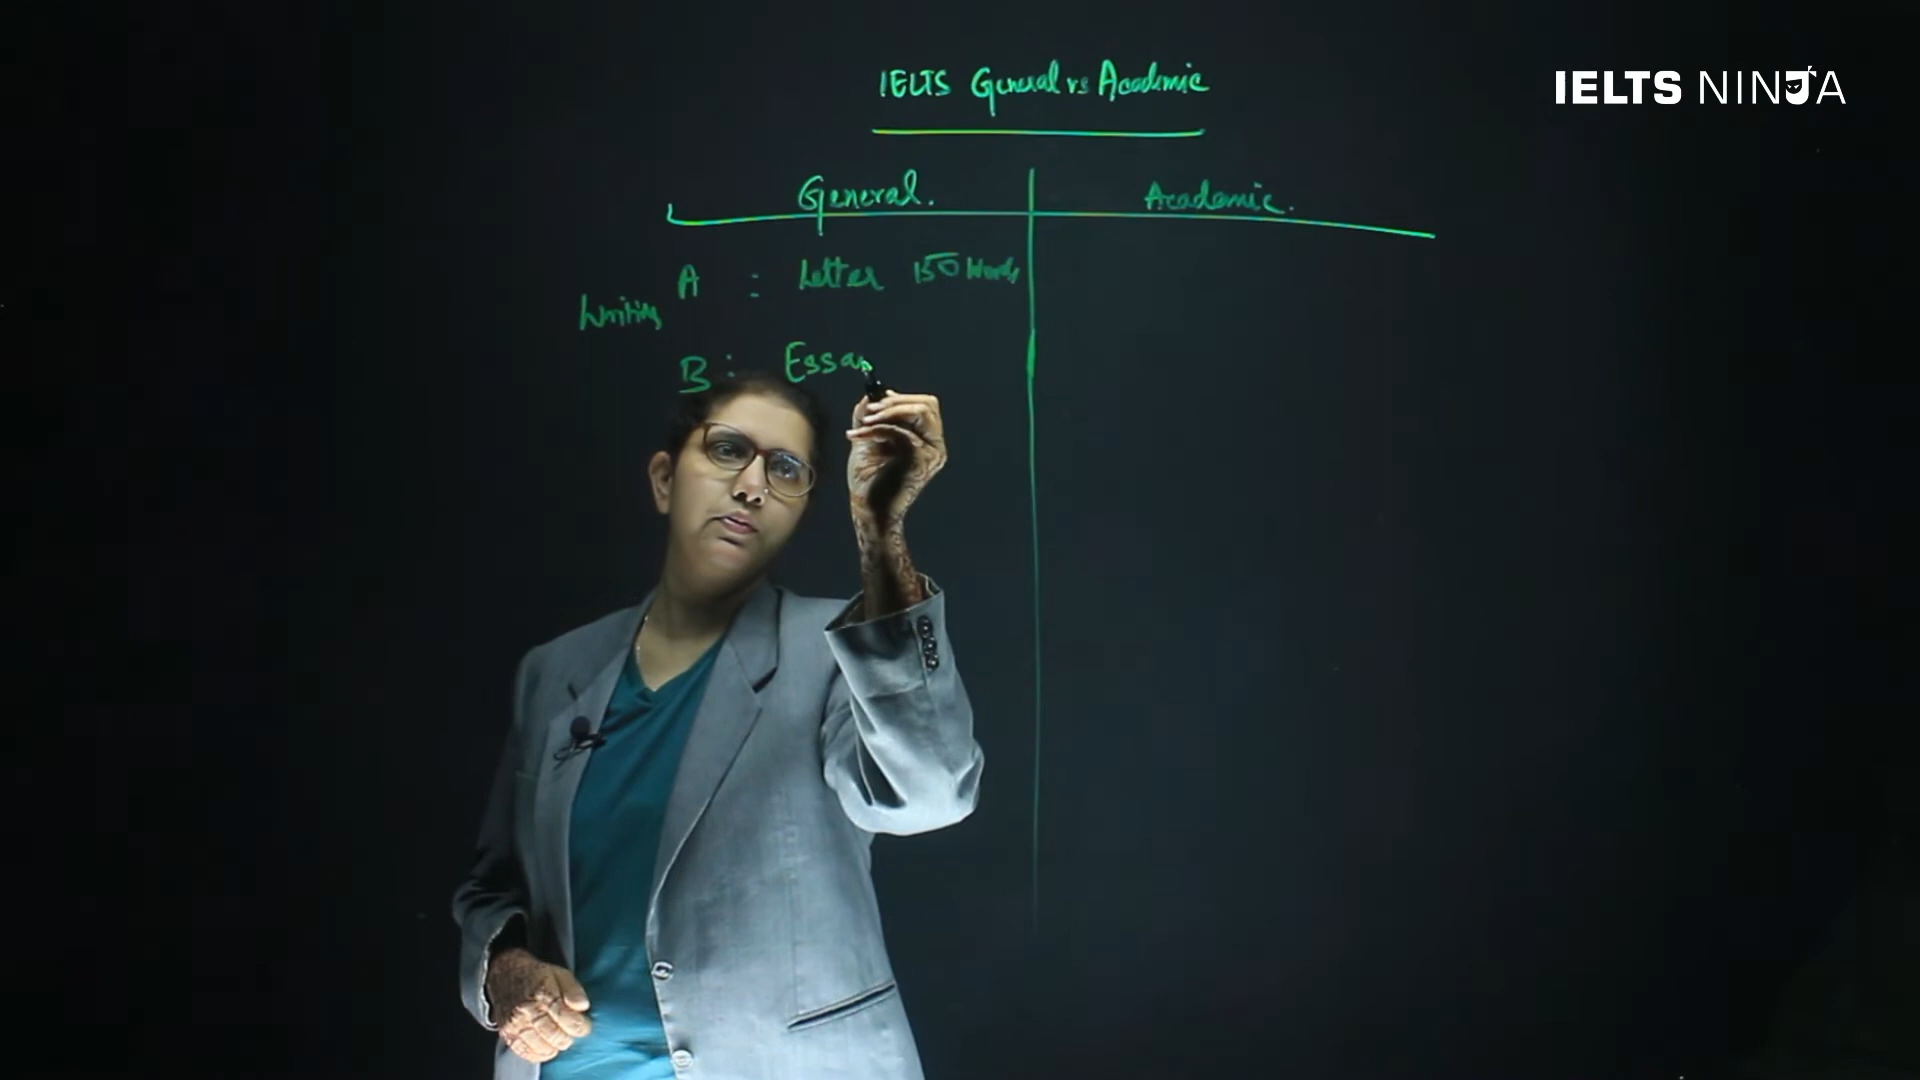 IELTS General vs Academic
IELTS NINJA
General. Academic.
A : Letter 150 Words
Writing
B : Essay